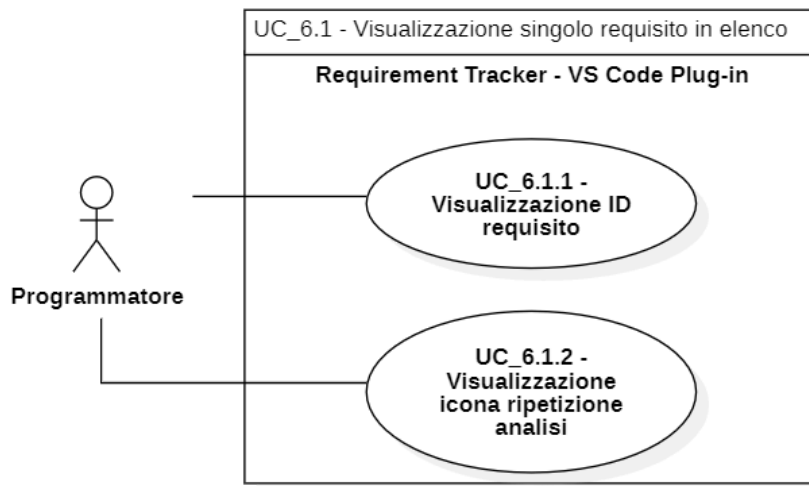 UC_6.1 - Visualizzazione singolo requisito in elenco
Requirement Tracker - VS Code Plug-in
UC_6.1.1 -
Visualizzazione ID
requisito
Programmatore
UC_6.1.2 -
Visualizzazione
icona ripetizione
analisi